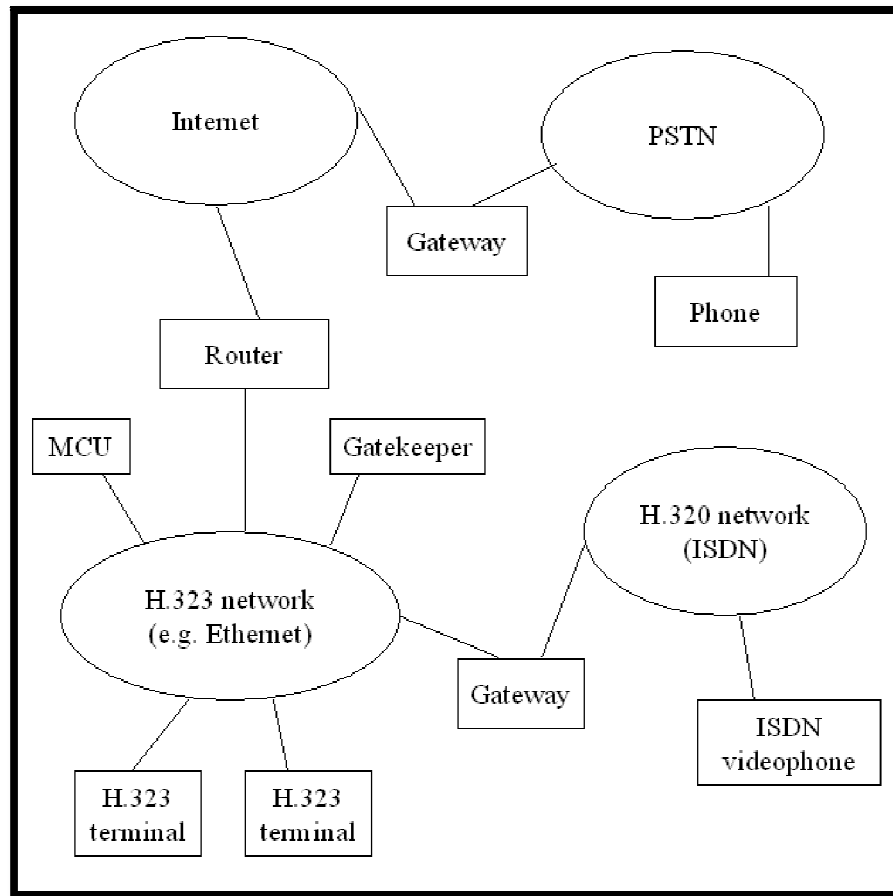 Internet
PSTN
Gateway
Phone
Router
MCU
Gatekeeper
H.320 network
(ISDN)
H.323 network
(e.g. Ethernet)
Gateway
ISDN
videophone
H.323
terminal
H.323
terminal